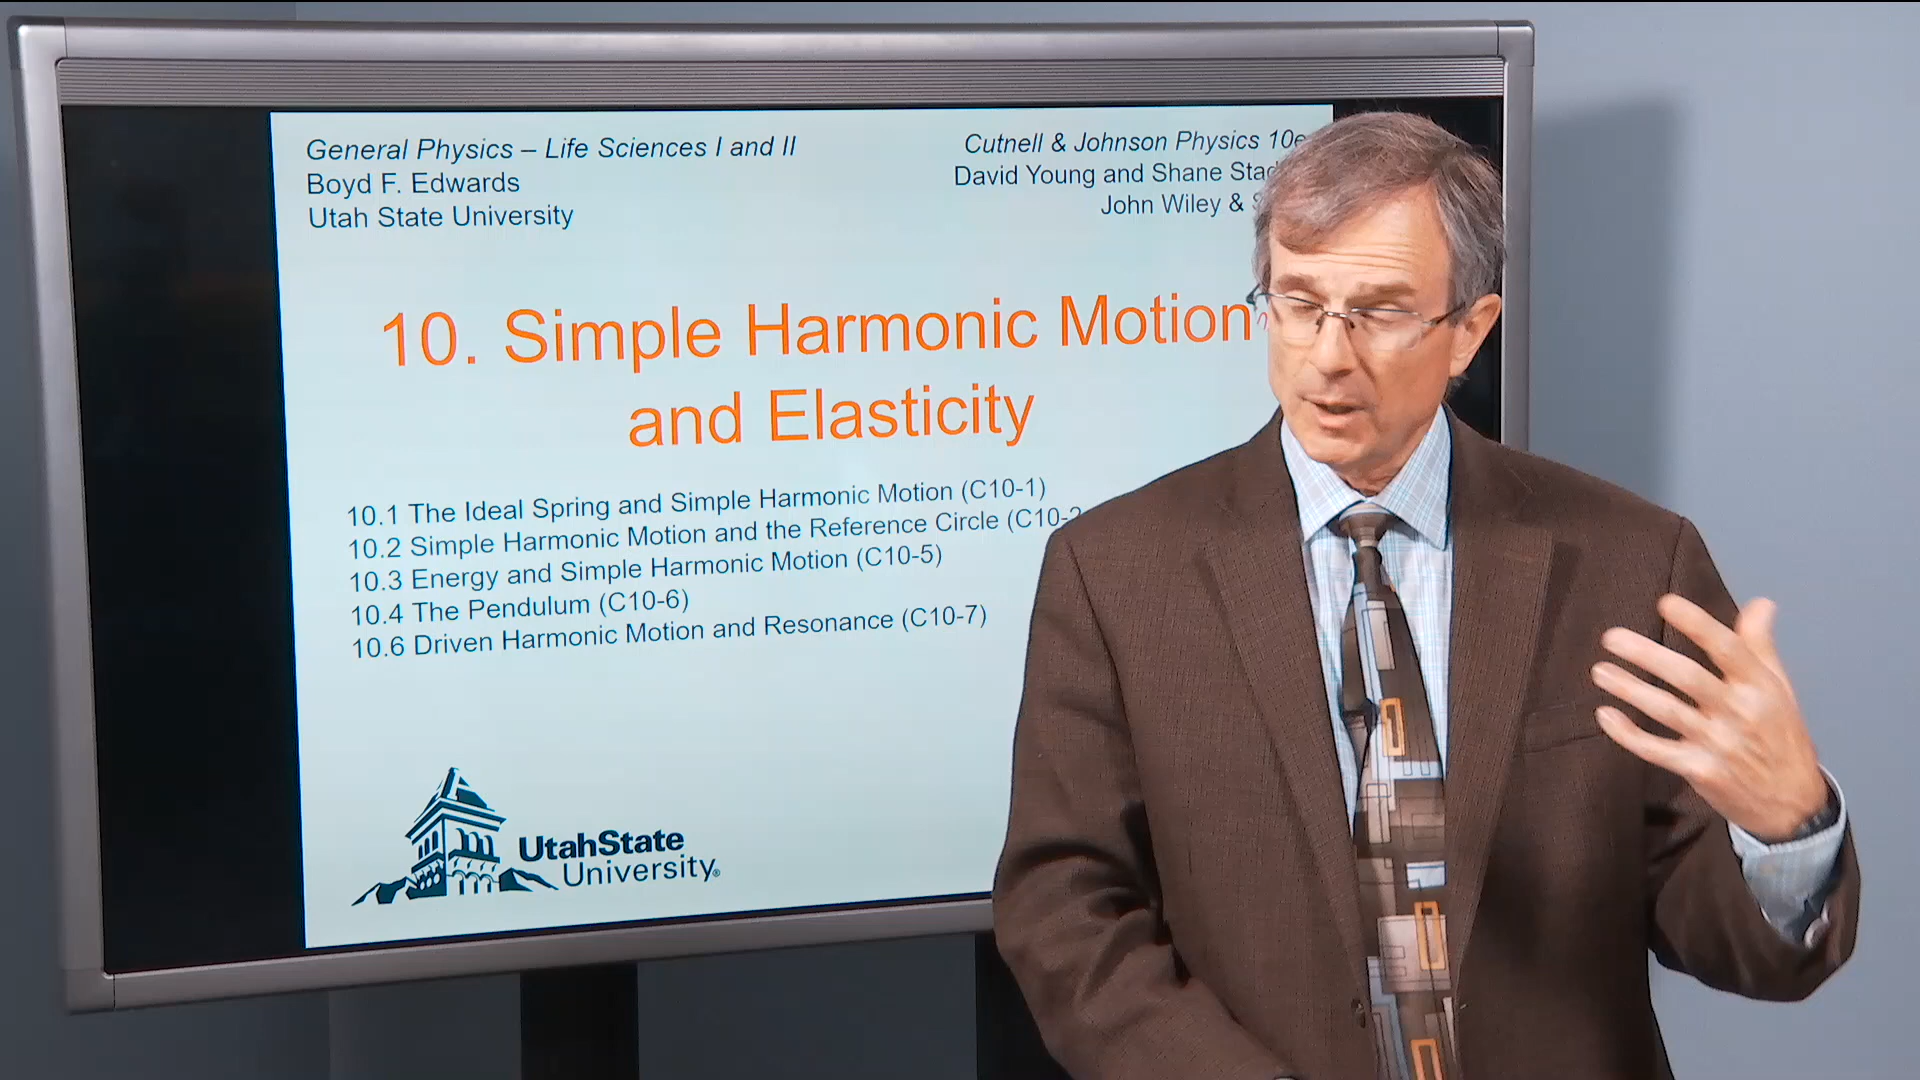 General Physics – Life Sciences I and II
Boyd F. Edwards
Utah State University
Cutnell & Johnson Physics 10e
David Young and Shane
John Wiley &
10. Simple Harmonic Motion
and Elasticity
10.1 The Ideal Spring and Simple Harmonic Motion (C10-1)
10.2 Simple Harmonic Motion and the Reference Circle
10.3 Energy and Simple Harmonic Motion (C10-5)
10.4 The Pendulum (C10-6)
10.6 Driven Harmonic Motion and Resonance (C10-7)
UtahState
University®